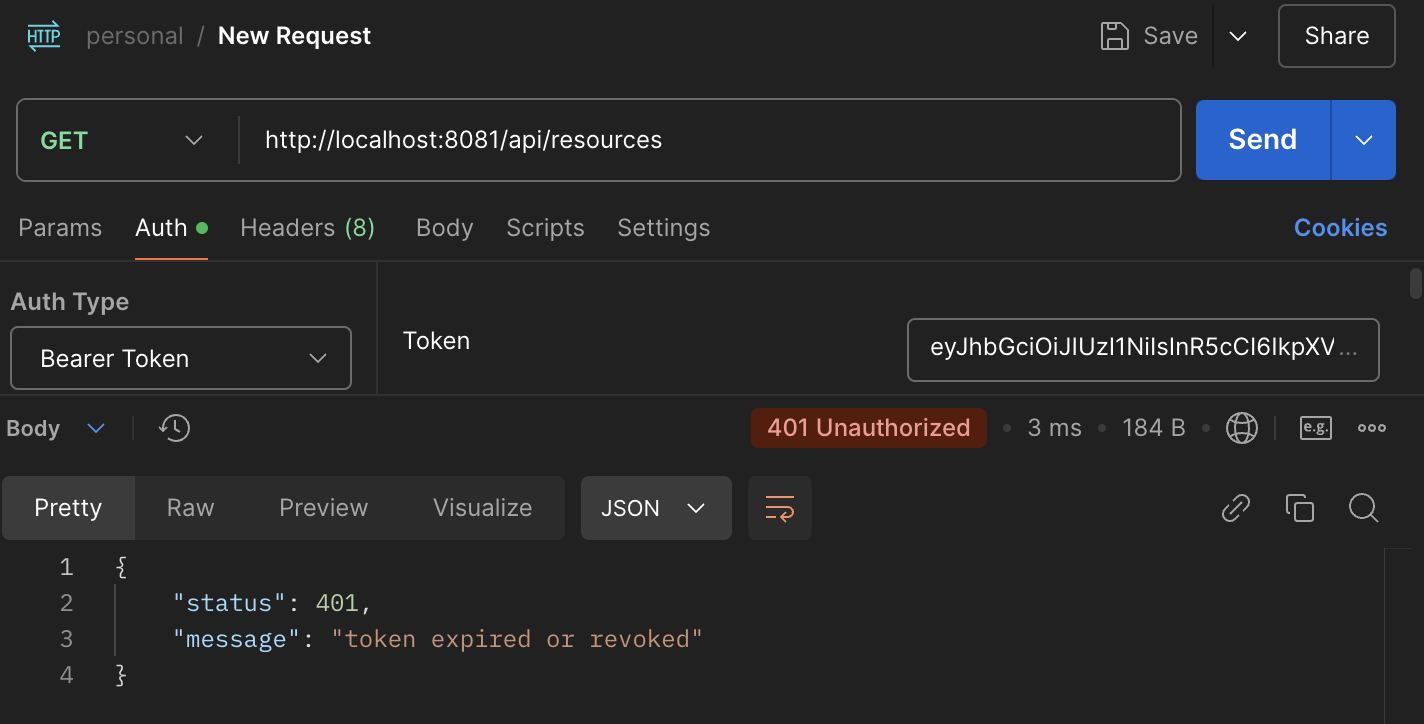 HTTP personal / New Request Save Share
GET http://localhost:8081/api/resources Send
Params Auth Headers (8) Body Scripts Settings Cookies
Auth Type
Bearer Token
Token eyJhbGciOiJIUzI1NiIsInR5cCI6IkpXV...
Body 401 Unauthorized • 3 ms • 184 B • e.g. ooo
Pretty Raw Preview Visualize JSON
1 {
2 "status": 401,
3 "message": "token expired or revoked"
4 }